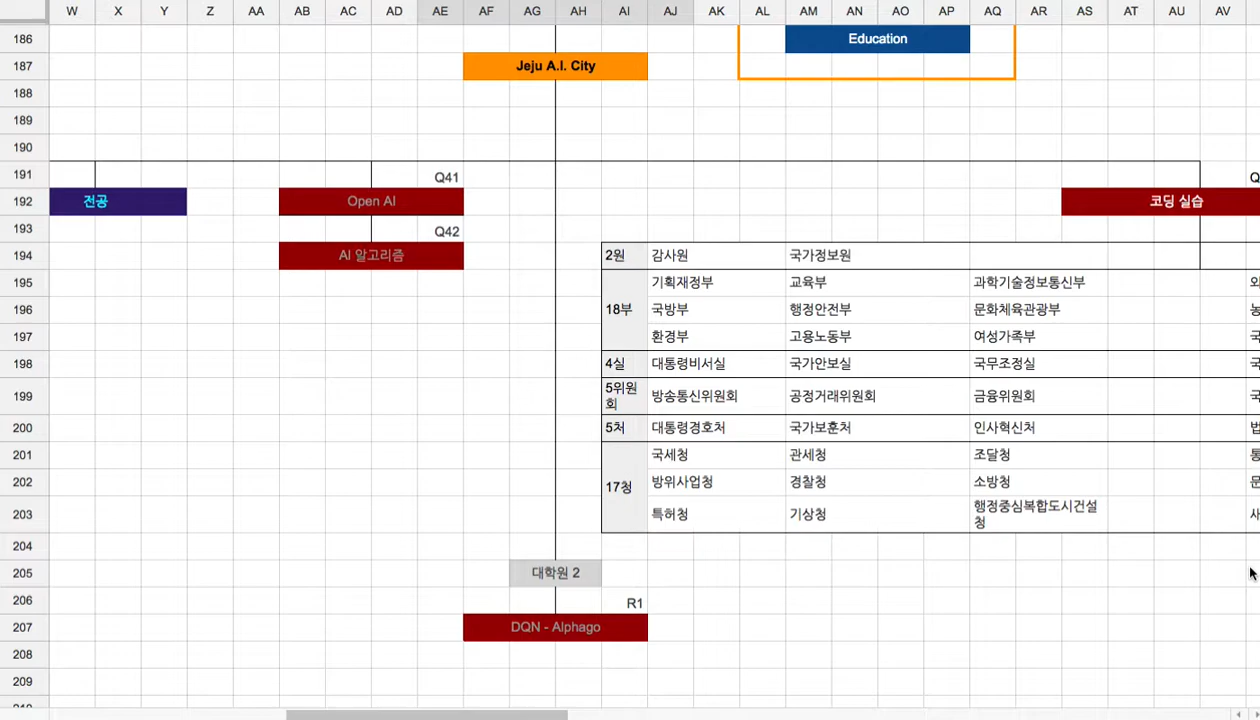 W X Y Z AA AB AC AD AE AF AG AH AI AJ AK AL AM AN AO AP AQ AR AS AT AU AV
186 Education
187 Jeju A.I. City
188
189
190
191 Q41
192 전공 Open AI 코딩 실습
193 Q42
194 AI 알고리즘 2원 감사원 국가정보원
195 기획재정부 교육부 과학기술정보통신부
196 18부 국방부 행정안전부 문화체육관광부
197 환경부 고용노동부 여성가족부
198 4실 대통령비서실 국가안보실 국무조정실
199 5위원회 방송통신위원회 공정거래위원회 금융위원회
200 5처 대통령경호처 국가보훈처 인사혁신처
201 국세청 관세청 조달청
202 17청 방위사업청 경찰청 소방청
203 특허청 기상청 행정중심복합도시건설청
204
205 대학원 2
206 R1
207 DQN - Alphago
208
209